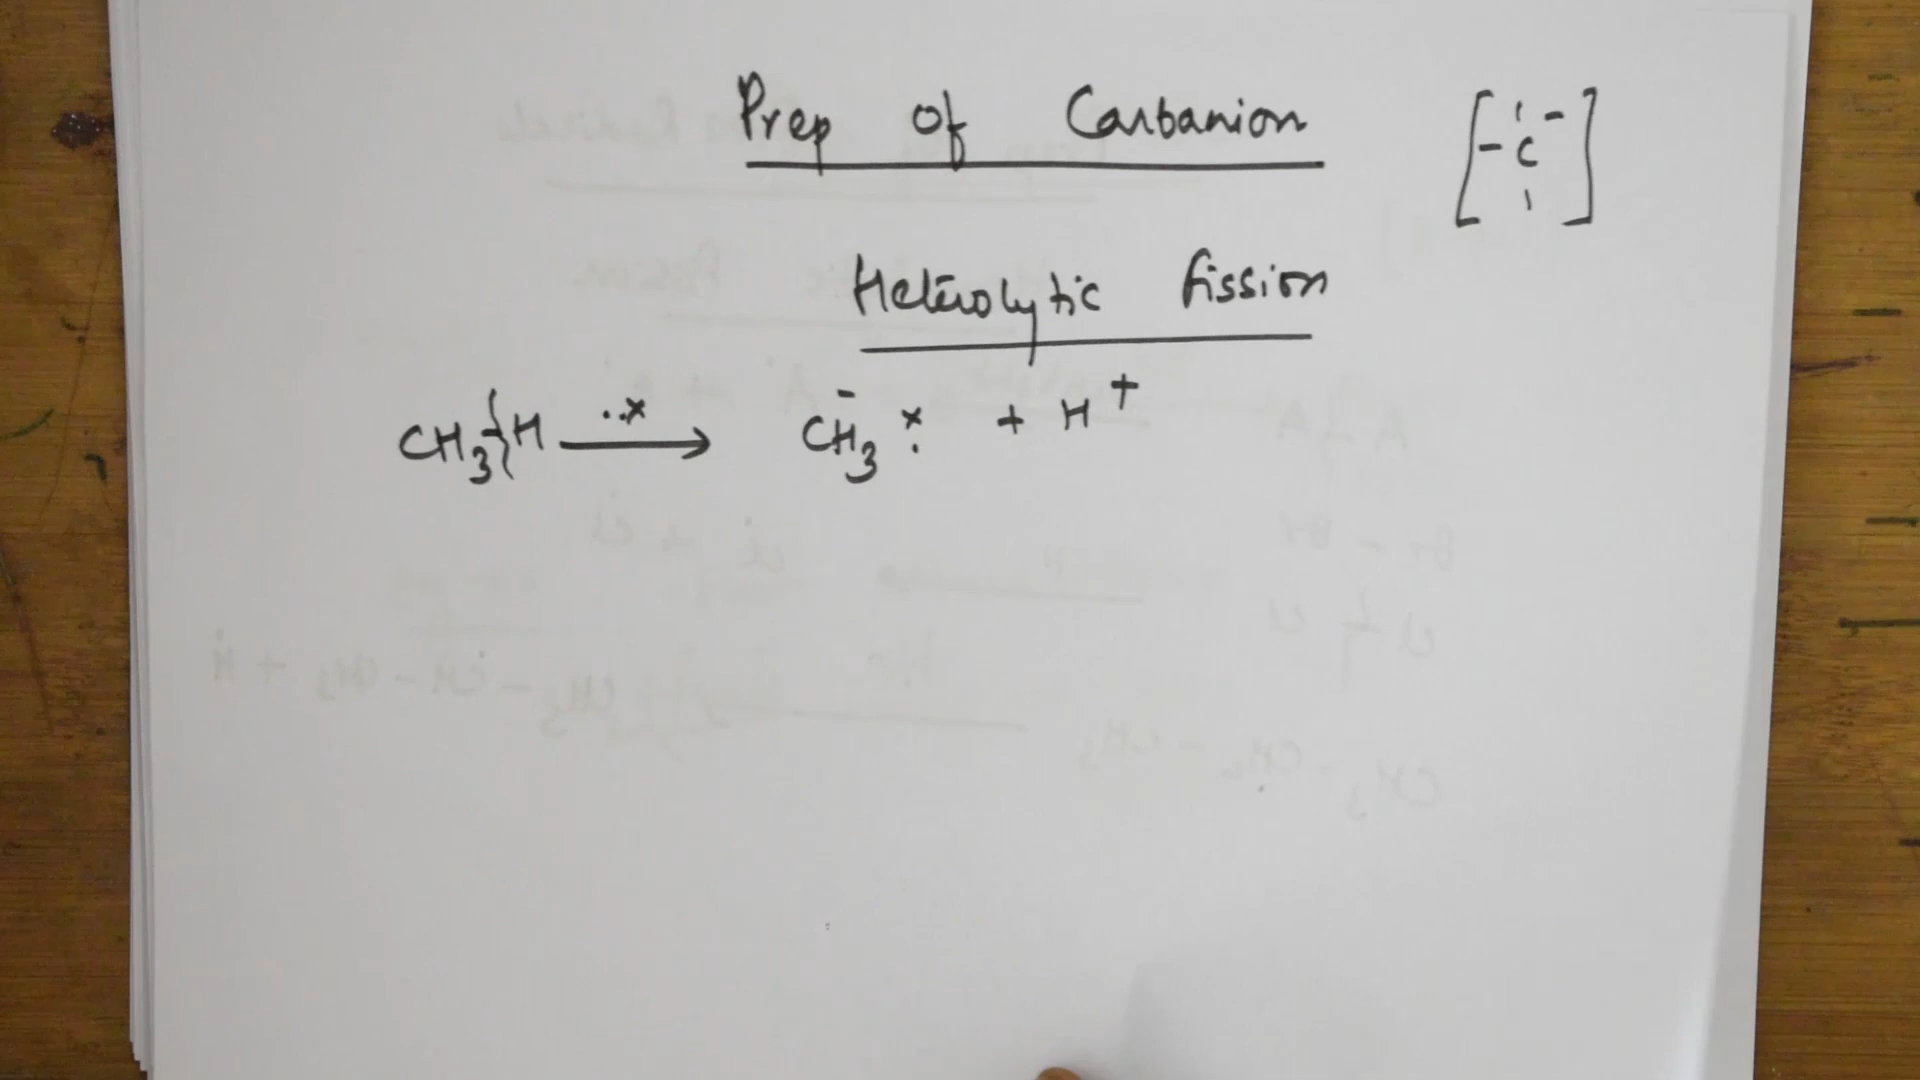 Prep of Carbanion [-C-]
Heterolytic fission
CH₃-H ⟶ CH₃⁻ : + H⁺